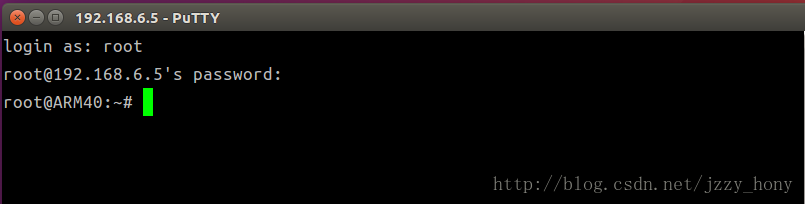 192.168.6.5 - PuTTY
login as: root
root@192.168.6.5's password:
root@ARM40:~#
http://blog.csdn.net/jzzy_hony